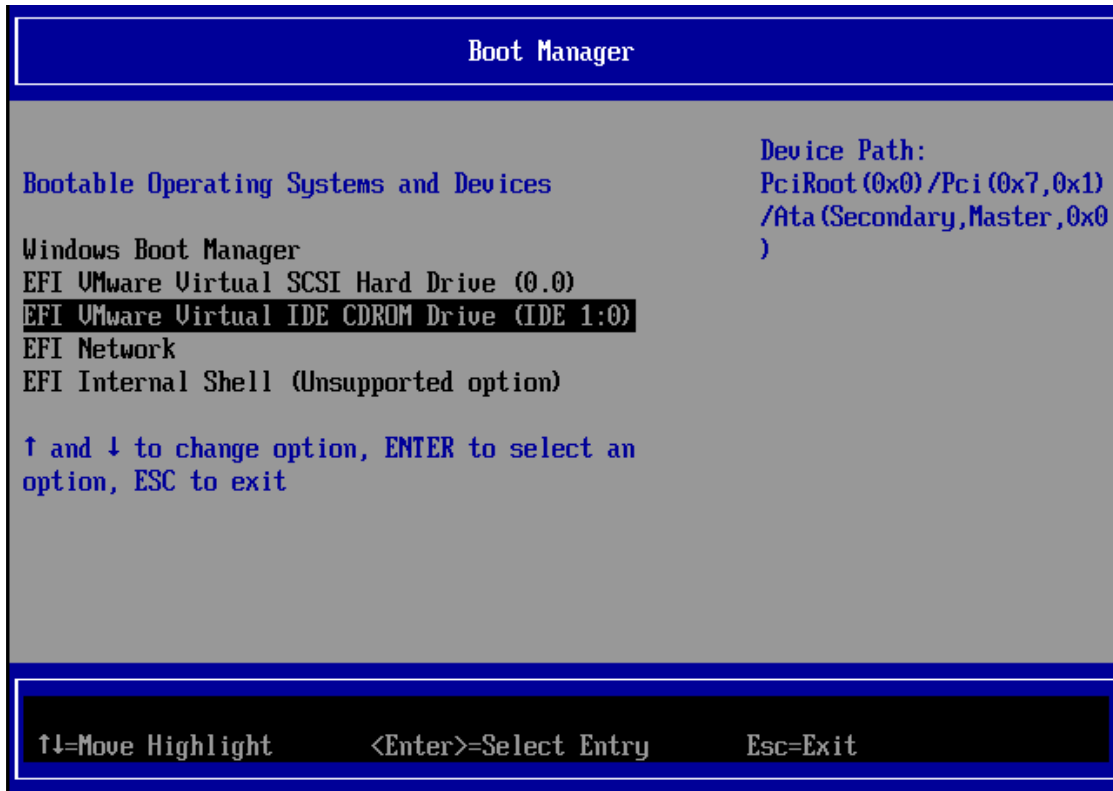 Boot Manager
Bootable Operating Systems and Devices
Windows Boot Manager
EFI VMware Virtual SCSI Hard Drive (0.0)
EFI VMware Virtual IDE CDROM Drive (IDE 1:0)
EFI Network
EFI Internal Shell (Unsupported option)
↑ and ↓ to change option, ENTER to select an
option, ESC to exit
Device Path:
PciRoot(0x0)/Pci(0x7,0x1)
/Ata(Secondary,Master,0x0
)
↑↓=Move Highlight <Enter>=Select Entry Esc=Exit